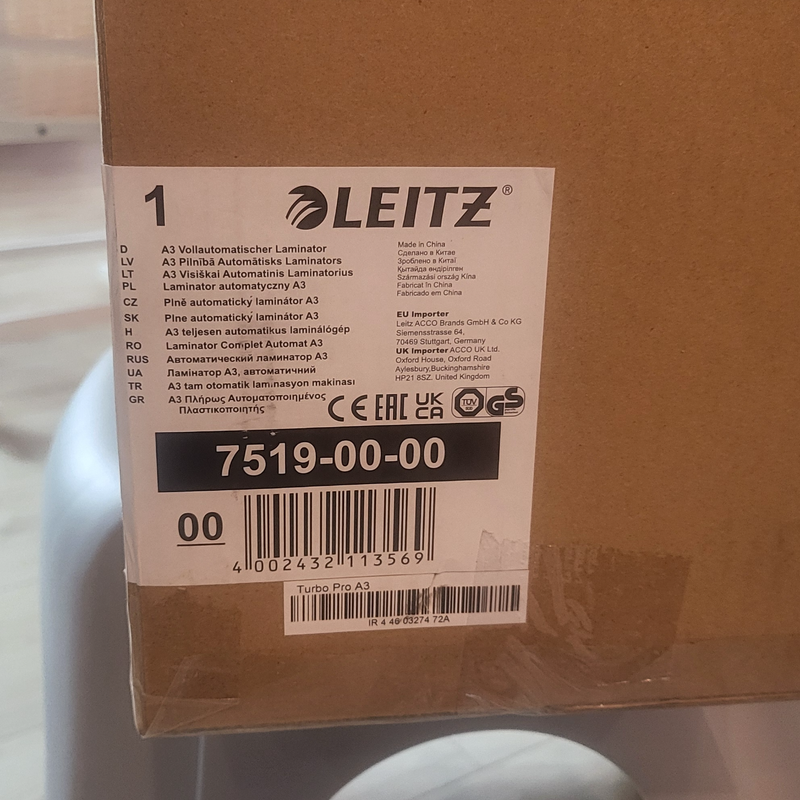 1
LEITZ®
D A3 Vollautomatischer Laminator
LV A3 Pilnībā Automātisks Laminators
LT A3 Visiškai Automatinis Laminatorius
PL Laminator automatyczny A3
CZ Plně automatický laminátor A3
SK Plne automatický laminátor A3
H A3 teljesen automatikus laminálógép
RO Laminator Complet Automat A3
RUS Автоматический ламинатор A3
UA Ламінатор A3, автоматичний
TR A3 tam otomatik laminasyon makinası
GR A3 Πλήρως Αυτοματοποιημένος
Πλαστικοποιητής
Made in China
Сделано в Китае
Зроблено в Китаї
Қытайда өндірілген
Származási ország Kína
Fabricat în China
Fabricado em China
EU Importer
Leitz ACCO Brands GmbH & Co KG
Siemensstrasse 64,
70469 Stuttgart, Germany
UK Importer ACCO UK Ltd.
Oxford House, Oxford Road
Aylesbury,Buckinghamshire
HP21 8SZ. United Kingdom
CE EAC UK CA TÜV GS
7519-00-00
00
4 002432 113569
Turbo Pro A3
IR 4 46 03274 72A